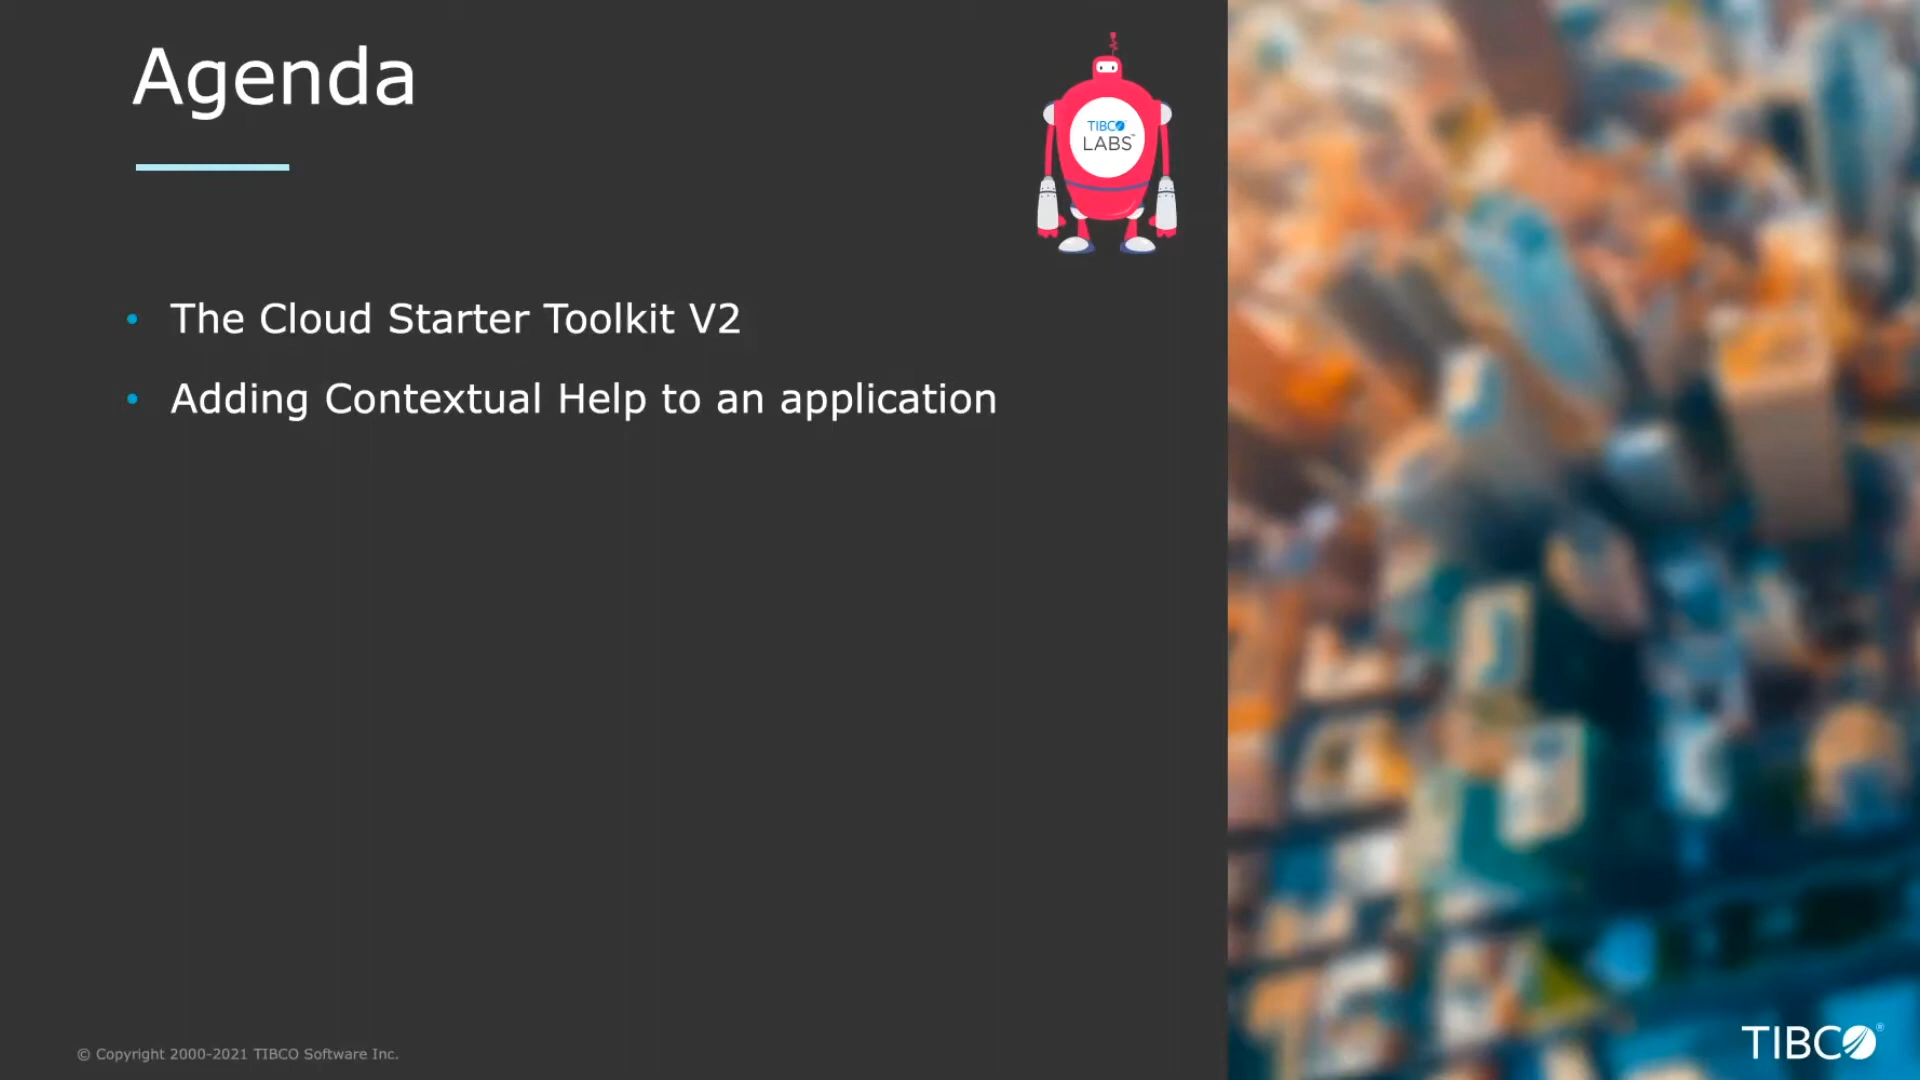 Agenda
TIBCO
LABS™
• The Cloud Starter Toolkit V2
• Adding Contextual Help to an application
© Copyright 2000-2021 TIBCO Software Inc.
TIBCO®